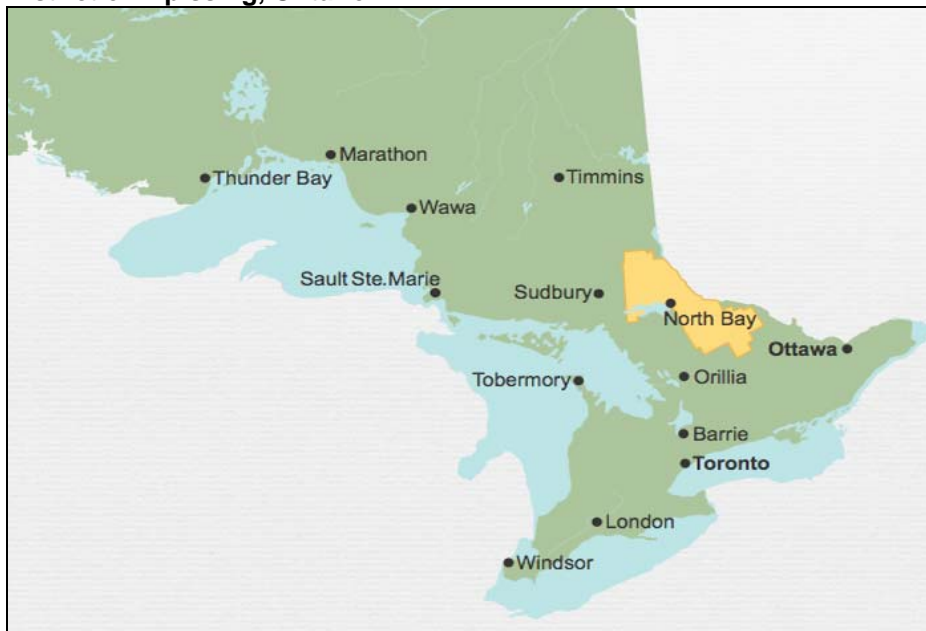 Marathon
Thunder Bay
Timmins
Wawa
Sault Ste. Marie
Sudbury
North Bay
Ottawa
Tobermory
Orillia
Barrie
Toronto
London
Windsor